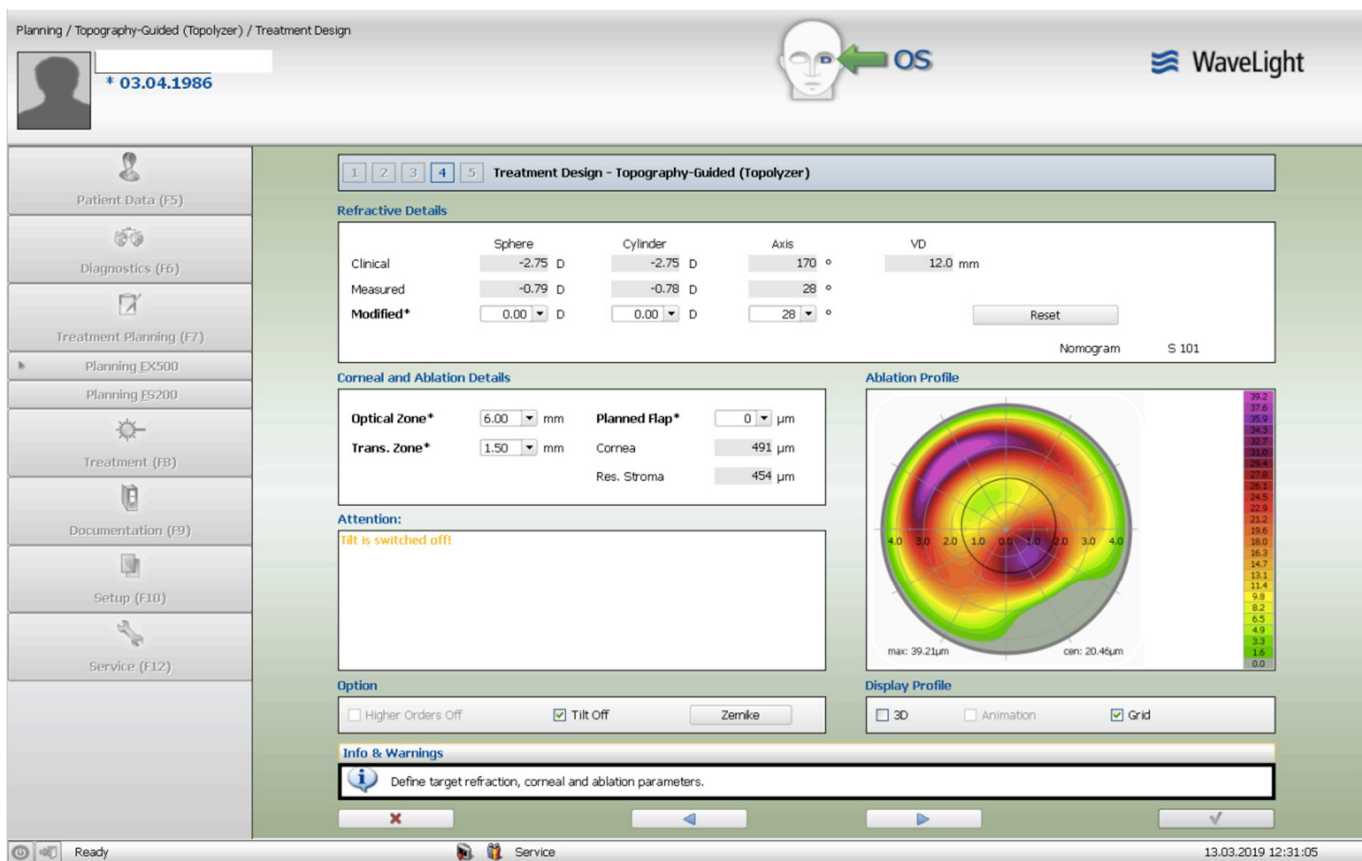 Planning / Topography-Guided (Topolyzer) / Treatment Design
* 03.04.1986
OS
WaveLight
Patient Data (F5)
Diagnostics (F6)
Treatment Planning (F7)
Planning EX500
Planning FS200
Treatment (F8)
Documentation (F9)
Setup (F10)
Service (F12)
1 2 3 4 5 Treatment Design - Topography-Guided (Topolyzer)
Refractive Details
Sphere Cylinder Axis VD
Clinical -2.75 D -2.75 D 170 ° 12.0 mm
Measured -0.79 D -0.78 D 28 °
Modified* 0.00 D 0.00 D 28 ° Reset
Nomogram S 101
Corneal and Ablation Details
Optical Zone* 6.00 mm Planned Flap* 0 µm
Trans. Zone* 1.50 mm Cornea 491 µm
Res. Stroma 454 µm
Attention:
Tilt is switched off!
Ablation Profile
4.0 3.0 2.0 1.0 0.0 1.0 2.0 3.0 4.0
max: 39.21µm cen: 20.46µm
39.2
37.6
35.9
34.3
32.7
31.0
29.4
27.8
26.1
24.5
22.9
21.2
19.6
18.0
16.3
14.7
13.1
11.4
9.8
8.2
6.5
4.9
3.3
1.6
0.0
Option
Higher Orders Off Tilt Off Zernike
Display Profile
3D Animation Grid
Info & Warnings
Define target refraction, corneal and ablation parameters.
Ready Service 13.03.2019 12:31:05